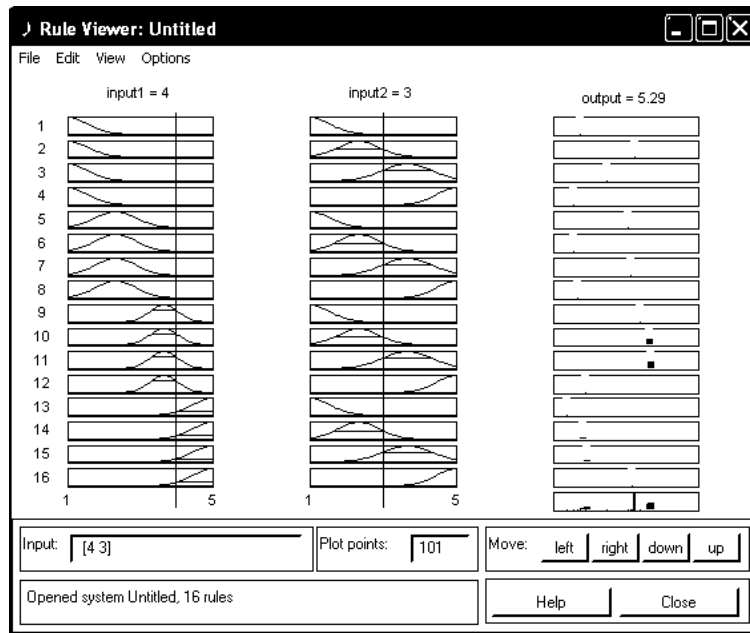 Rule Viewer: Untitled
File Edit View Options
input1 = 4 input2 = 3 output = 5.29
1
2
3
4
5
6
7
8
9
10
11
12
13
14
15
16
1 5 1 5
Input: [4 3] Plot points: 101 Move: left right down up
Opened system Untitled, 16 rules
Help Close